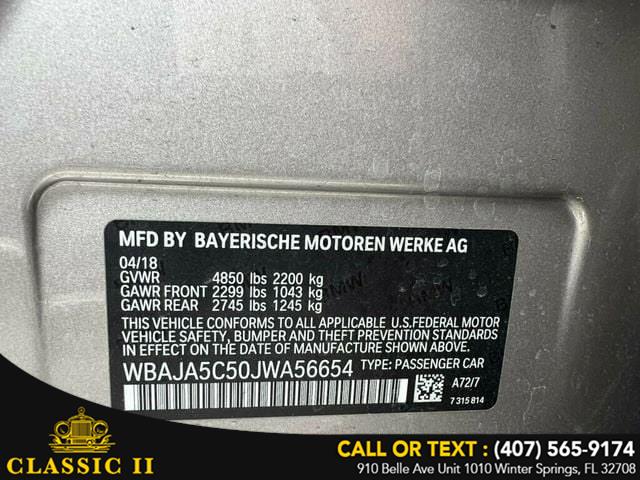 MFD BY BAYERISCHE MOTOREN WERKE AG
04/18
GVWR 4850 lbs 2200 kg
GAWR FRONT 2299 lbs 1043 kg
GAWR REAR 2745 lbs 1245 kg
THIS VEHICLE CONFORMS TO ALL APPLICABLE U.S.FEDERAL MOTOR
VEHICLE SAFETY, BUMPER, AND THEFT PREVENTION STANDARDS
IN EFFECT ON THE DATE OF MANUFACTURE SHOWN ABOVE.
WBAJA5C50JWA56654 TYPE: PASSENGER CAR
A72/7
7315814
CLASSIC II
CALL OR TEXT : (407) 565-9174
910 Belle Ave Unit 1010 Winter Springs, FL 32708